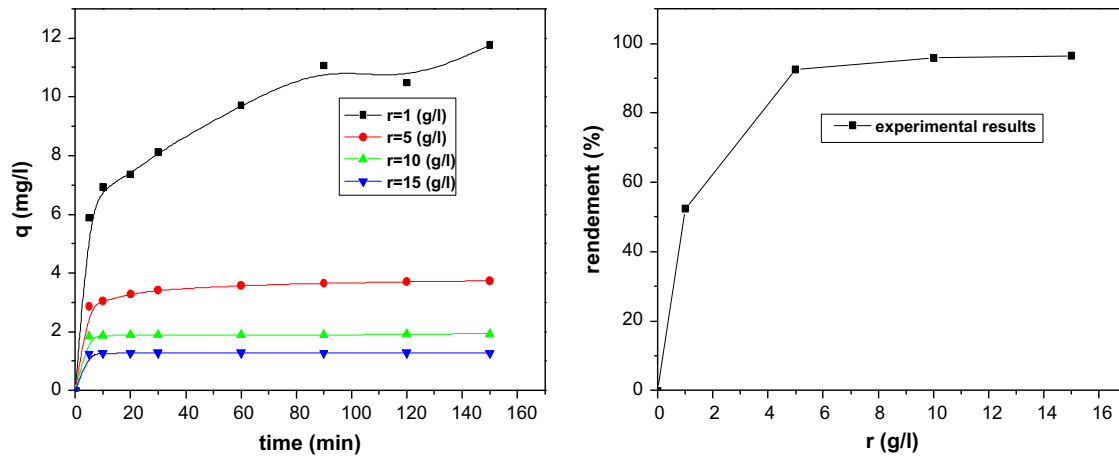 12
10
8
6
4
2
0
q (mg/l)
r=1 (g/l)
r=5 (g/l)
r=10 (g/l)
r=15 (g/l)
0 20 40 60 80 100 120 140 160
time (min)
100
80
60
40
20
0
rendement (%)
experimental results
0 2 4 6 8 10 12 14 16
r (g/l)